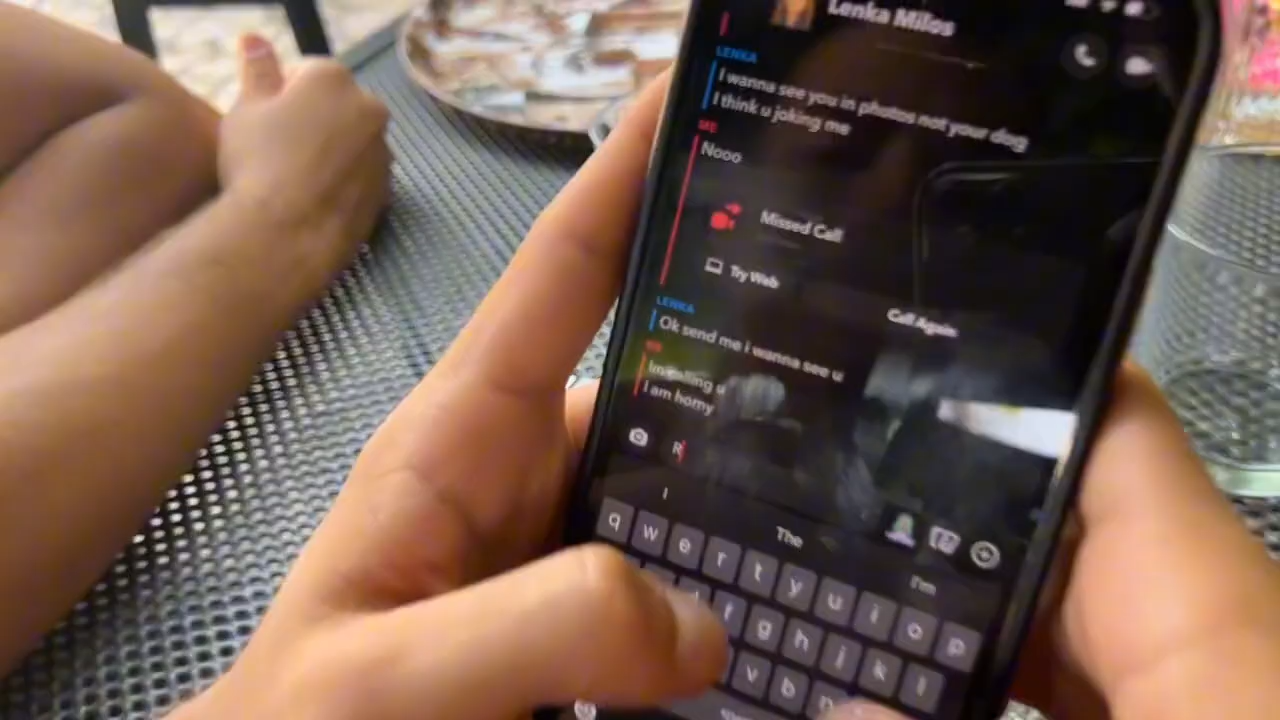 Lenka Milos
LENKA
I wanna see you in photos not your dog
I think u joking me
ME
Nooo
Missed Call
Try Web
Call Again
LENKA
Ok send me i wanna see u
ME
I am horny
R
I
The
I'm
q w e r t y u i o p
f g h j k l
v b